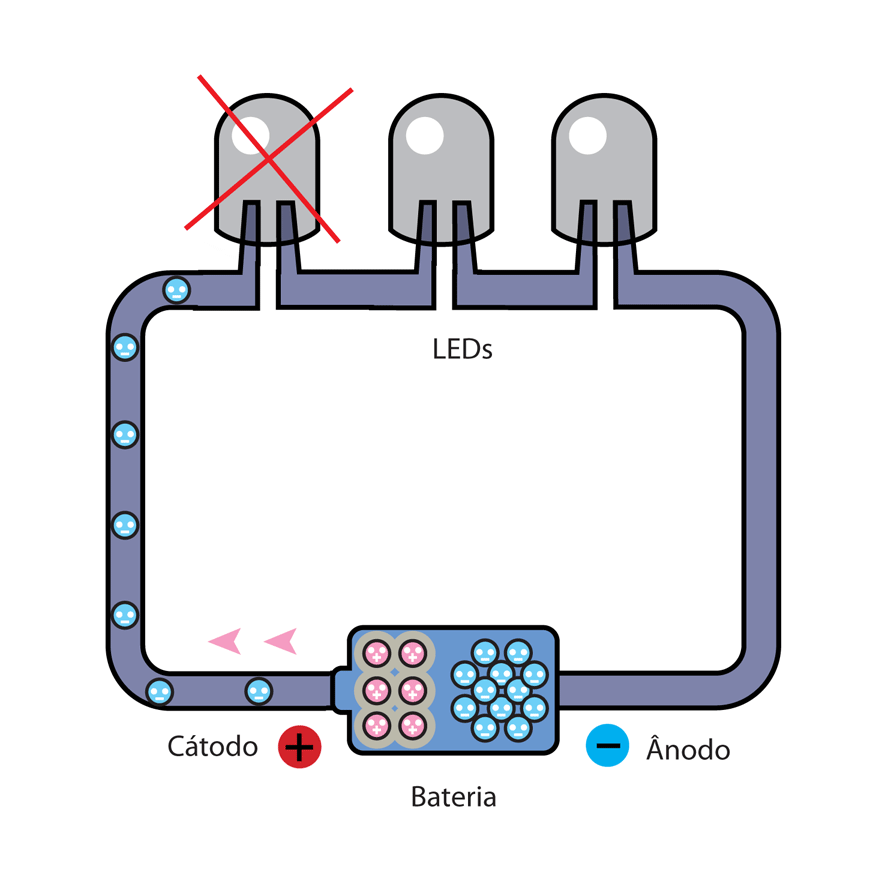 LEDs
Cátodo +
− Ânodo
Bateria